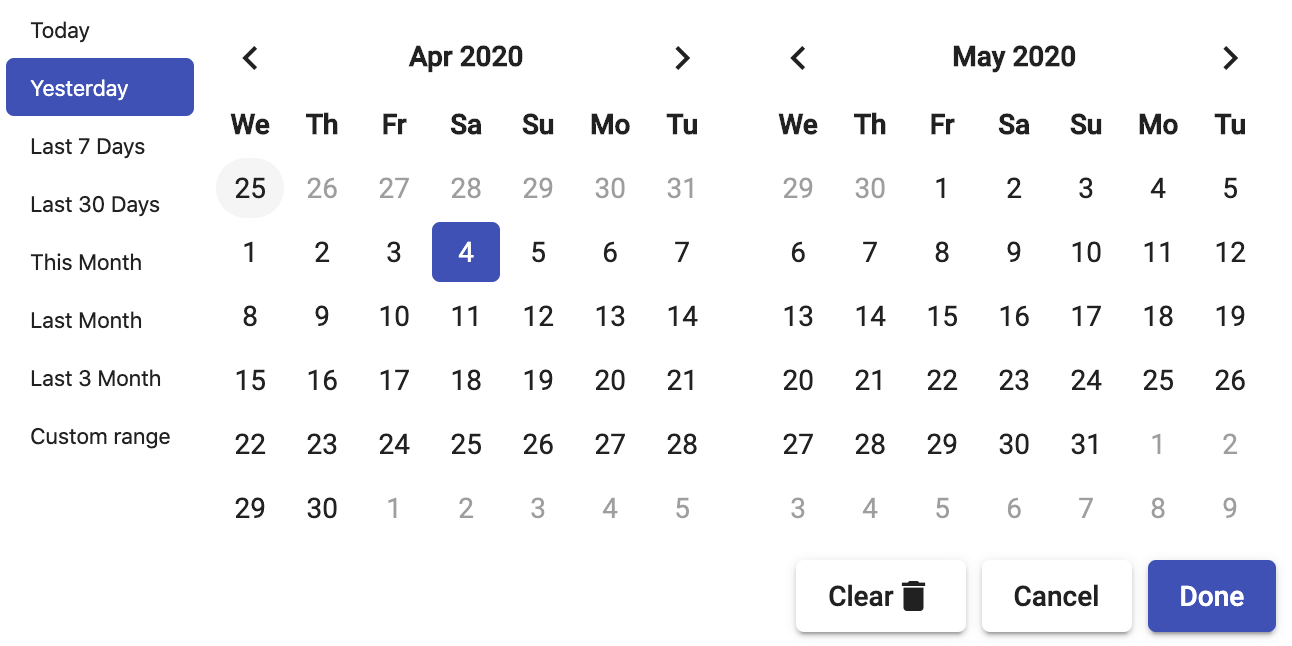 Today
Yesterday
Last 7 Days
Last 30 Days
This Month
Last Month
Last 3 Month
Custom range
Apr 2020
We Th Fr Sa Su Mo Tu
25 26 27 28 29 30 31
1 2 3 4 5 6 7
8 9 10 11 12 13 14
15 16 17 18 19 20 21
22 23 24 25 26 27 28
29 30 1 2 3 4 5
May 2020
We Th Fr Sa Su Mo Tu
29 30 1 2 3 4 5
6 7 8 9 10 11 12
13 14 15 16 17 18 19
20 21 22 23 24 25 26
27 28 29 30 31 1 2
3 4 5 6 7 8 9
Clear Cancel Done